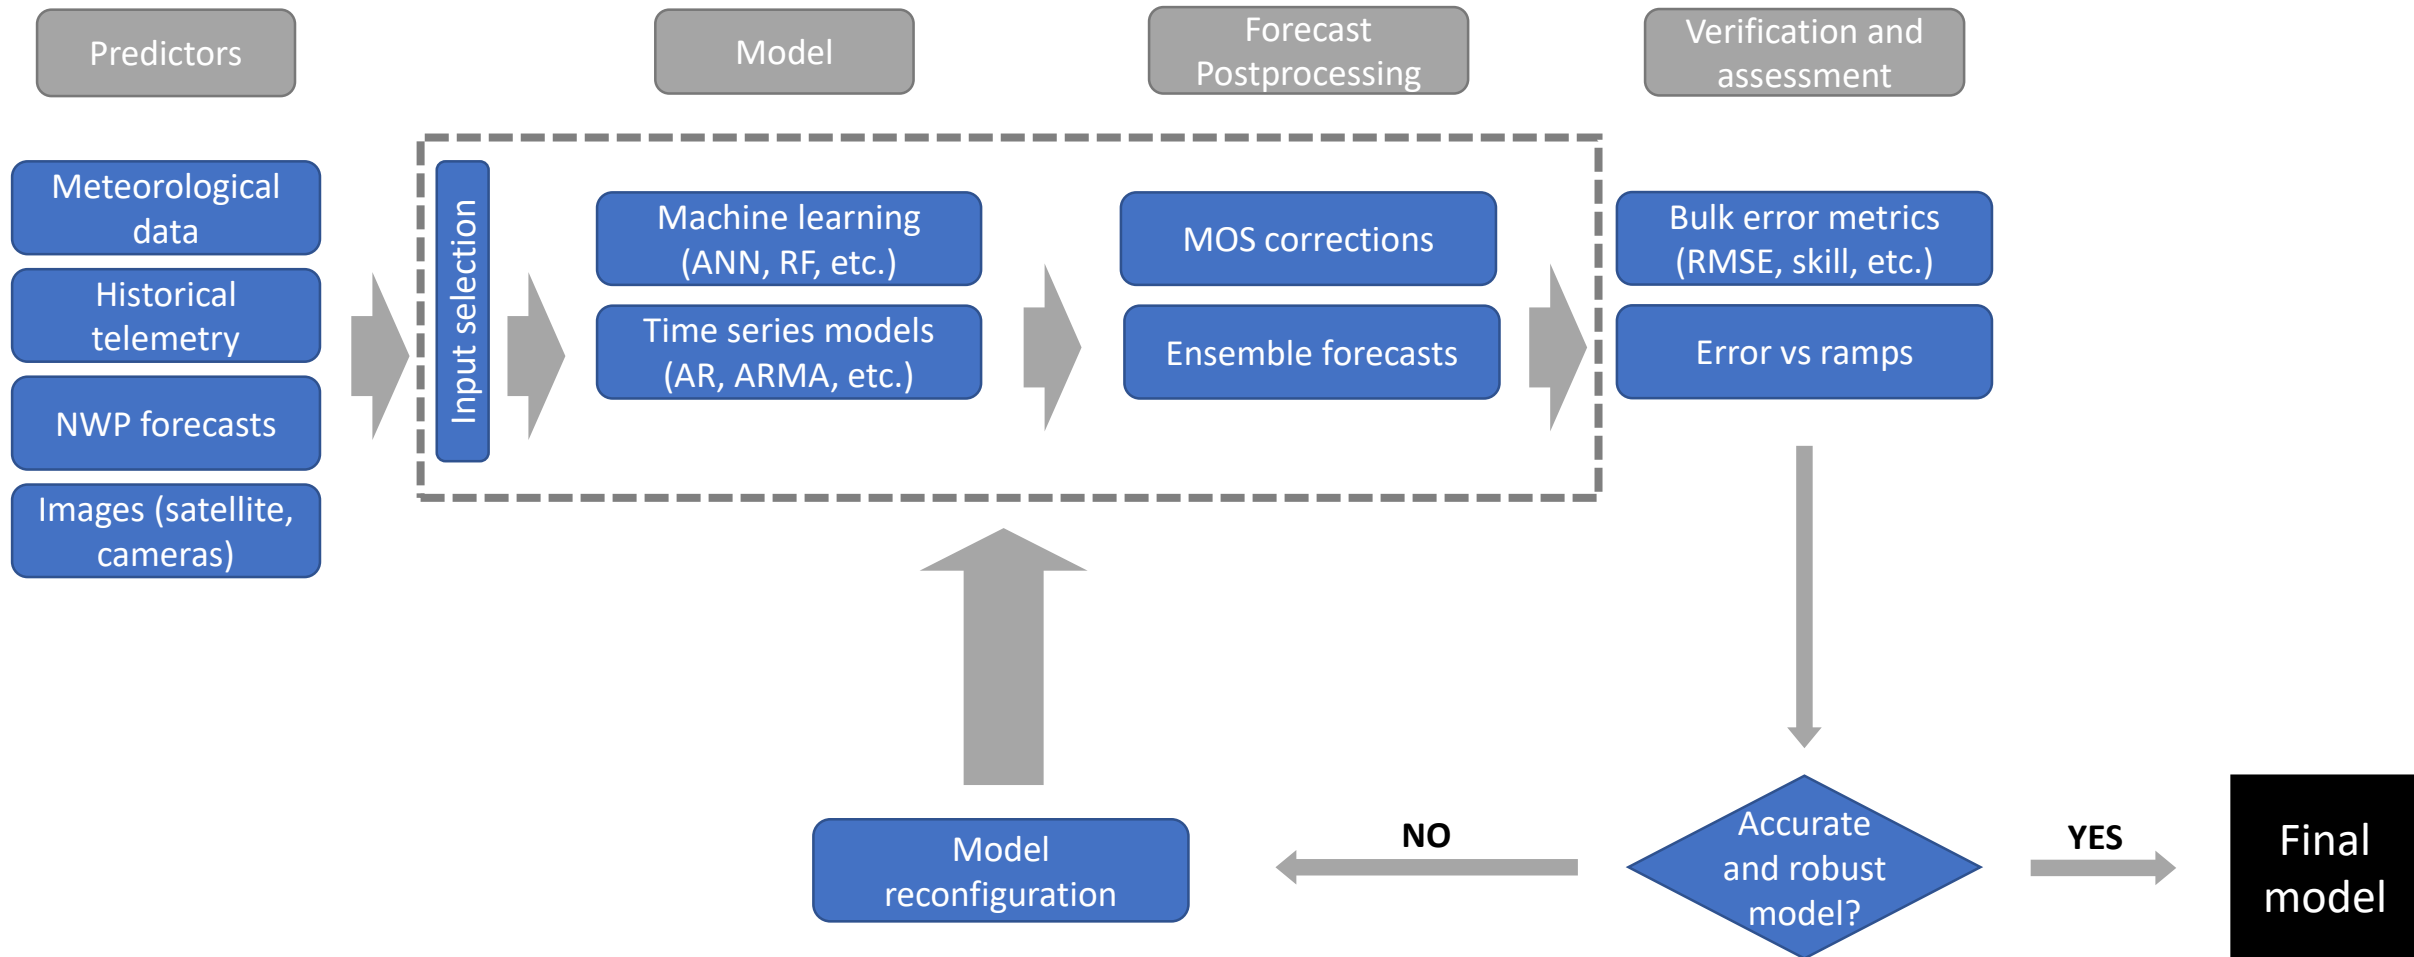 Predictors
Model
Forecast
Postprocessing
Verification and
assessment
Meteorological
data
Historical
telemetry
NWP forecasts
Images (satellite,
cameras)
Input selection
Machine learning
(ANN, RF, etc.)
Time series models
(AR, ARMA, etc.)
MOS corrections
Ensemble forecasts
Bulk error metrics
(RMSE, skill, etc.)
Error vs ramps
Accurate
and robust
model?
NO
YES
Model
reconfiguration
Final
model